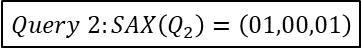 Query 2: SAX(Q₂) = (01,00,01)